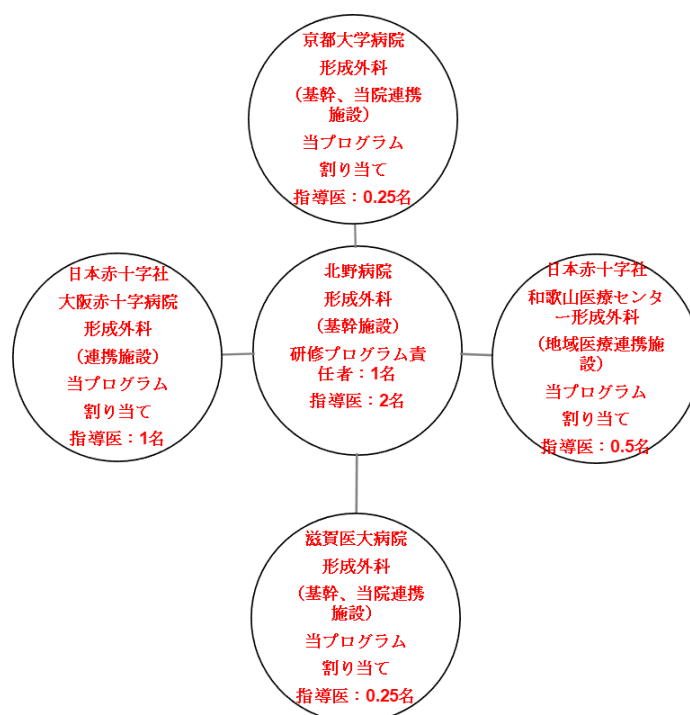 京都大学病院
形成外科
（基幹、当院連携
施設）
当プログラム
割り当て
指導医：0.25名
日本赤十字社
大阪赤十字病院
形成外科
（連携施設）
当プログラム
割り当て
指導医：1名
北野病院
形成外科
（基幹施設）
研修プログラム責
任者：1名
指導医：2名
日本赤十字社
和歌山医療センタ
ー形成外科
（地域医療連携施
設）
当プログラム
割り当て
指導医：0.5名
滋賀医大病院
形成外科
（基幹、当院連携
施設）
当プログラム
割り当て
指導医：0.25名